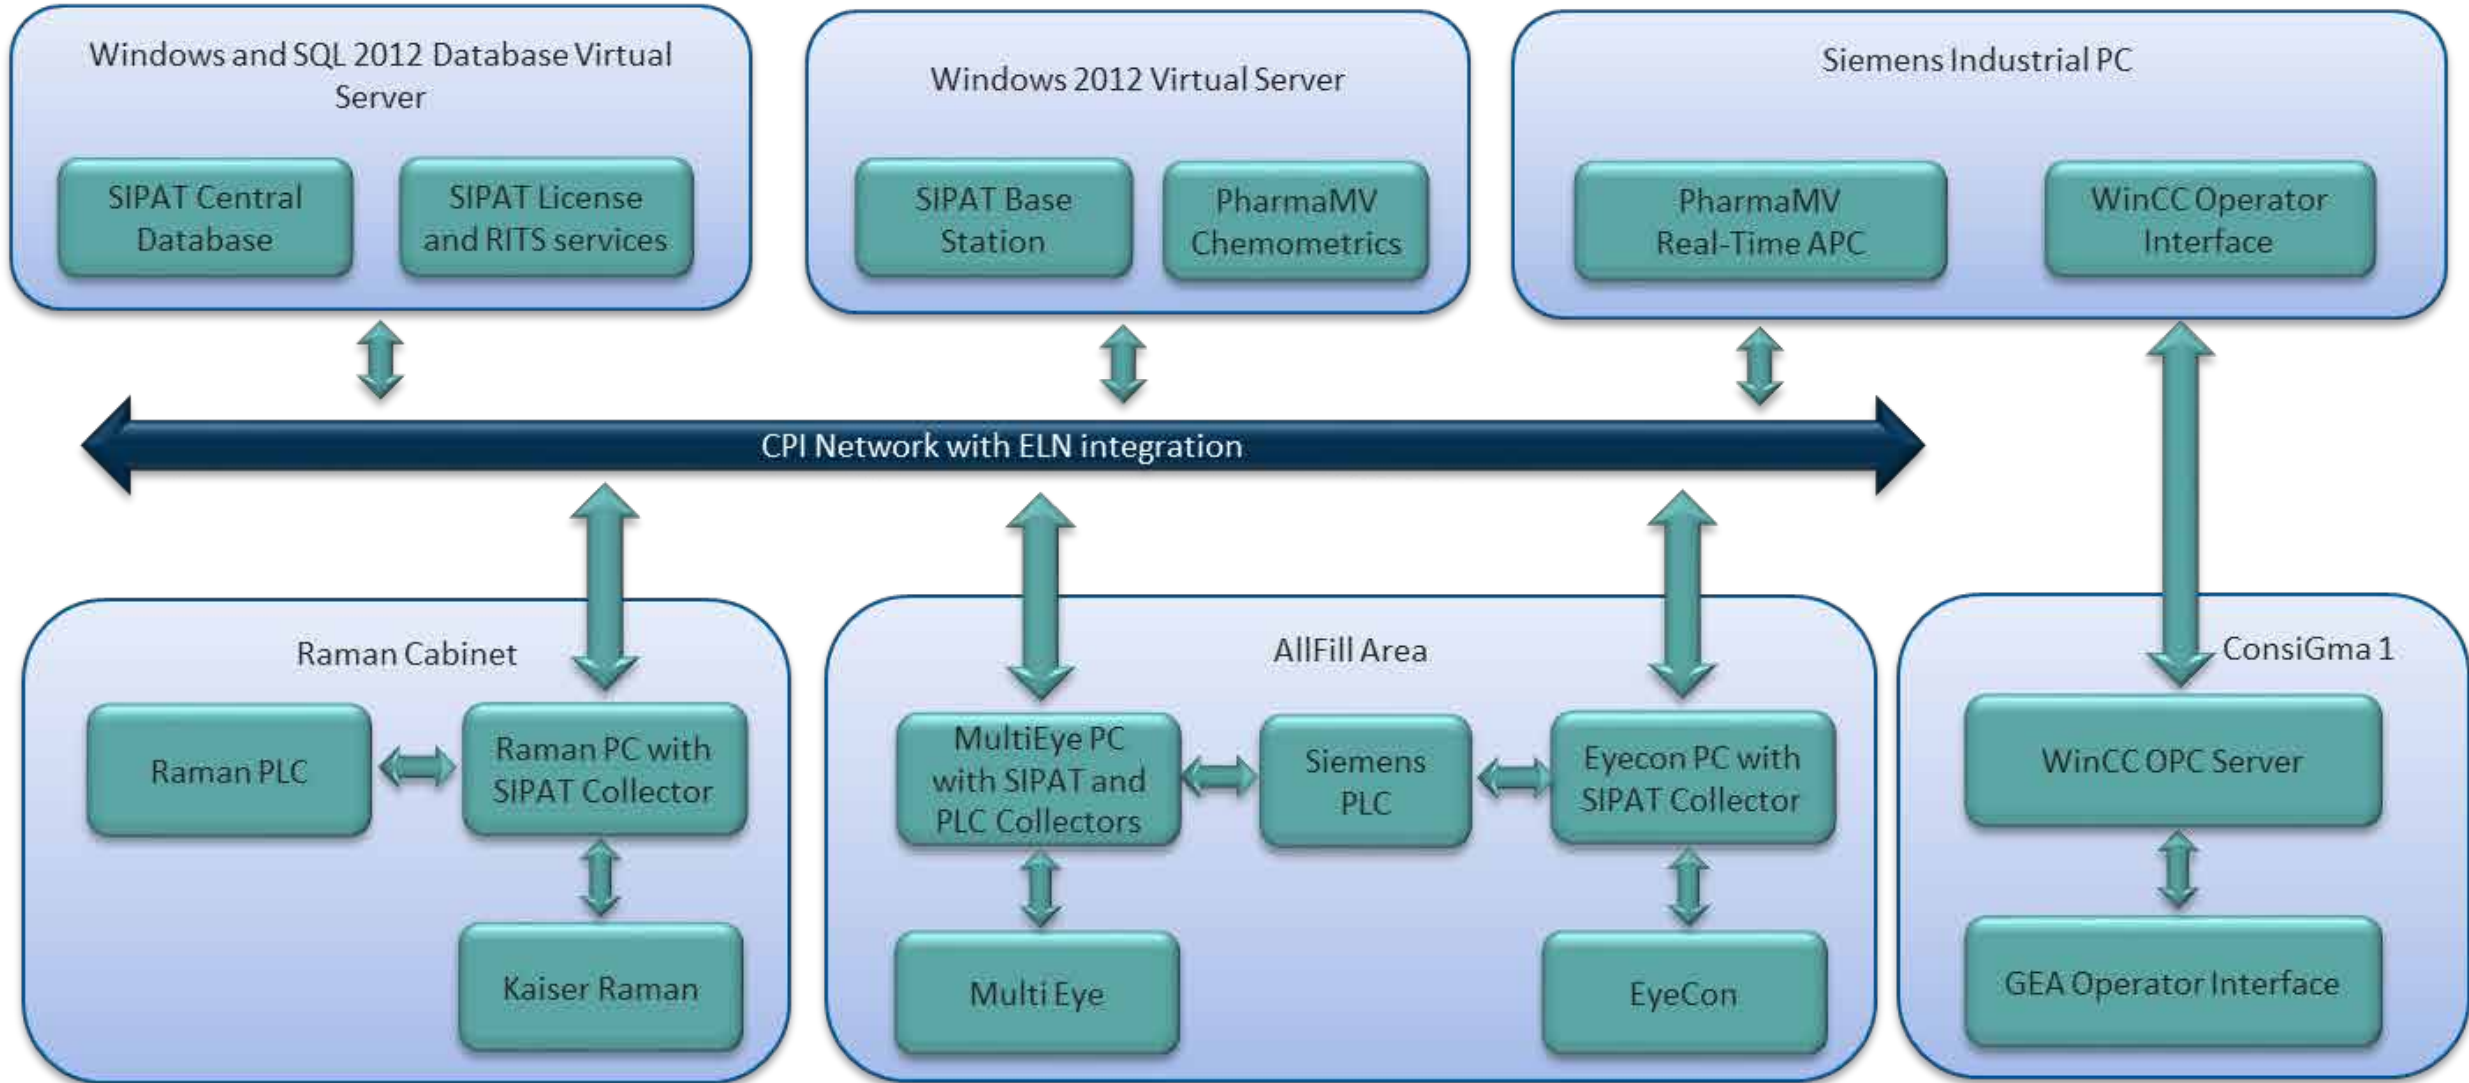 Windows and SQL 2012 Database Virtual
Server
SIPAT Central
Database
SIPAT License
and RITS services
Windows 2012 Virtual Server
SIPAT Base
Station
PharmaMV
Chemometrics
Siemens Industrial PC
PharmaMV
Real-Time APC
WinCC Operator
Interface
CPI Network with ELN integration
Raman Cabinet
Raman PLC
Raman PC with
SIPAT Collector
Kaiser Raman
AllFill Area
MultiEye PC
with SIPAT and
PLC Collectors
Siemens
PLC
Eyecon PC with
SIPAT Collector
Multi Eye
EyeCon
ConsiGma 1
WinCC OPC Server
GEA Operator Interface